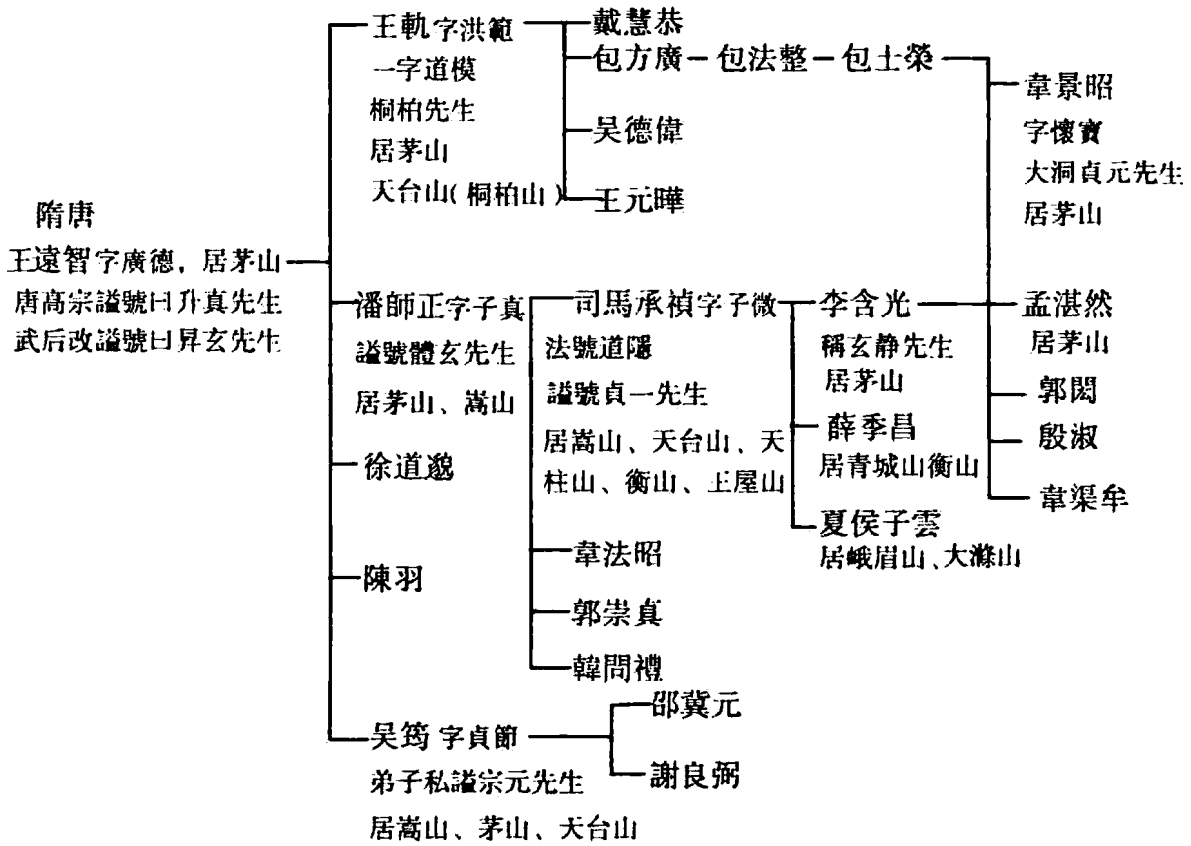 隋唐
王遠智字廣德，居茅山
唐高宗謚號曰升真先生
武后改謚號曰昇玄先生
王軌字洪範
一字道模
桐柏先生
居茅山
天台山（桐柏山）
戴慧恭
包方廣－包法整－包士榮
吴德偉
王元曄
潘師正字子真
謚號體玄先生
居茅山、嵩山
徐道邈
陳羽
吴筠字貞節
弟子私謚宗元先生
居嵩山、茅山、天台山
司馬承禎字子微
法號道隱
謚號貞一先生
居嵩山、天台山、天
柱山、衡山、王屋山
韋法昭
郭崇真
韓問禮
邵冀元
謝良弼
李含光
稱玄静先生
居茅山
薛季昌
居青城山衡山
夏侯子雲
居峨眉山、大滌山
韋景昭
字懷寶
大洞貞元先生
居茅山
孟湛然
居茅山
郭閎
殷淑
韋渠牟